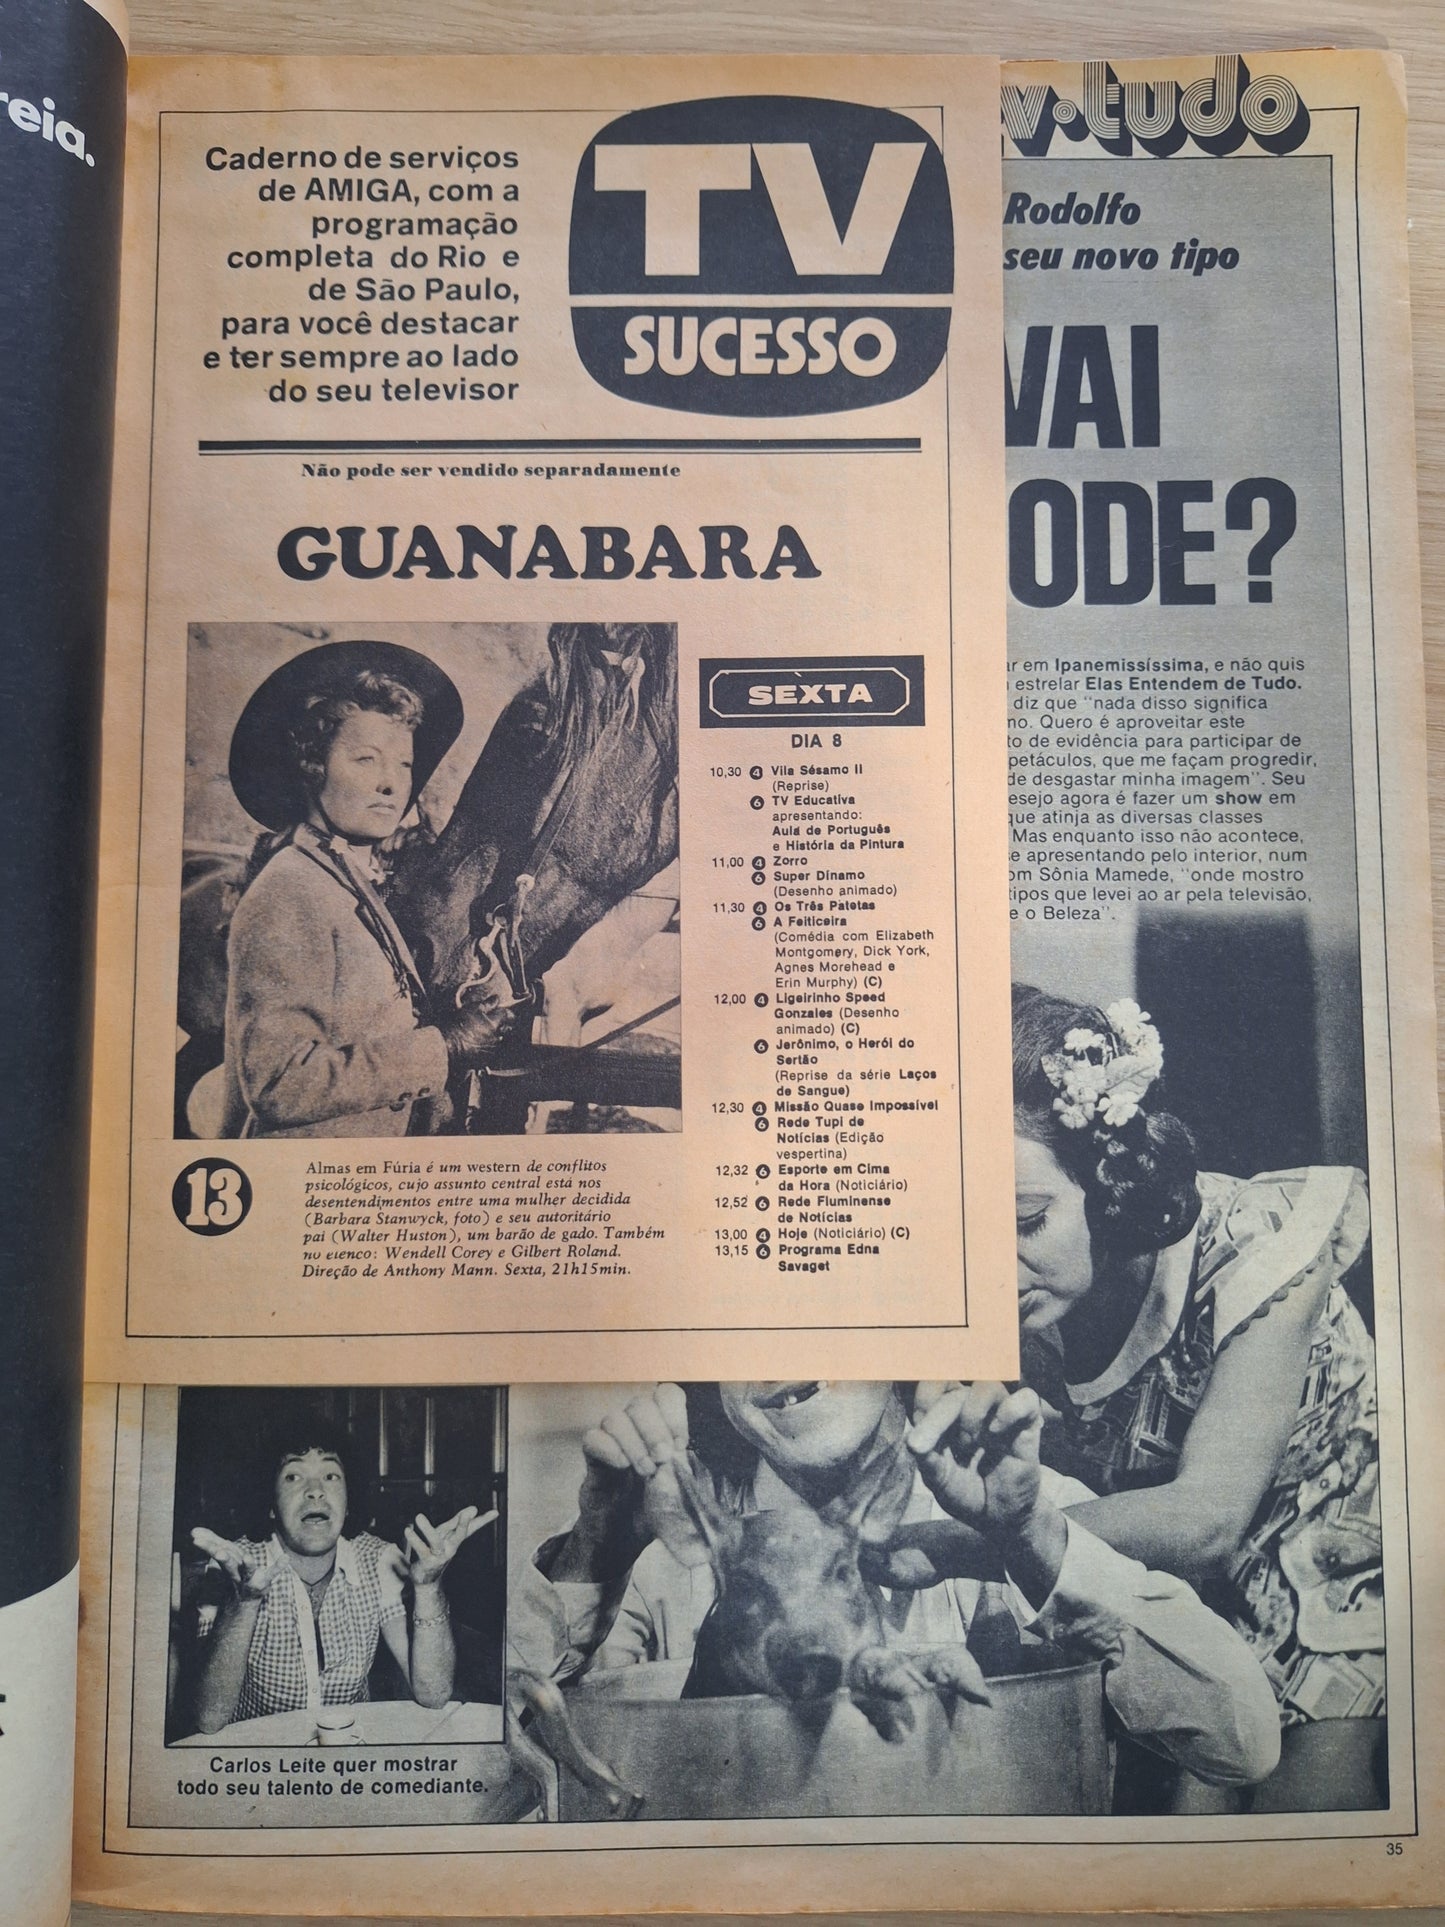 reia.
Caderno de serviços
de AMIGA, com a
programação
completa do Rio e
de São Paulo,
para você destacar
e ter sempre ao lado
do seu televisor
TV
SUCESSO
Não pode ser vendido separadamente
GUANABARA
SEXTA
DIA 8
10,30 4 Vila Sésamo II
(Reprise)
6 TV Educativa
apresentando:
Aula de Português
e História da Pintura
11,00 4 Zorro
6 Super Dínamo
(Desenho animado)
11,30 4 Os Três Patetas
6 A Feiticeira
(Comédia com Elizabeth
Montgomery, Dick York,
Agnes Morehead e
Erin Murphy) (C)
12,00 4 Ligeirinho Speed
Gonzales (Desenho
animado) (C)
6 Jerônimo, o Herói do
Sertão
(Reprise da série Laços
de Sangue)
12,30 4 Missão Quase Impossível
6 Rede Tupi de
Notícias (Edição
vespertina)
12,32 6 Esporte em Cima
da Hora (Noticiário)
12,52 6 Rede Fluminense
de Notícias
13,00 4 Hoje (Noticiário) (C)
13,15 6 Programa Edna
Savaget
13
Almas em Fúria é um western de conflitos
psicológicos, cujo assunto central está nos
desentendimentos entre uma mulher decidida
(Barbara Stanwyck, foto) e seu autoritário
pai (Walter Huston), um barão de gado. Também
no elenco: Wendell Corey e Gilbert Roland.
Direção de Anthony Mann. Sexta, 21h15min.
tv·tudo
Rodolfo
seu novo tipo
VAI
ODE?
ar em Ipanemissíssima, e não quis
estrelar Elas Entendem de Tudo.
diz que "nada disso significa
mo. Quero é aproveitar este
to de evidência para participar de
petáculos, que me façam progredir,
de desgastar minha imagem". Seu
esejo agora é fazer um show em
que atinja as diversas classes
Mas enquanto isso não acontece,
e apresentando pelo interior, num
om Sônia Mamede, "onde mostro
tipos que levei ao ar pela televisão,
e o Beleza".
Carlos Leite quer mostrar
todo seu talento de comediante.
35